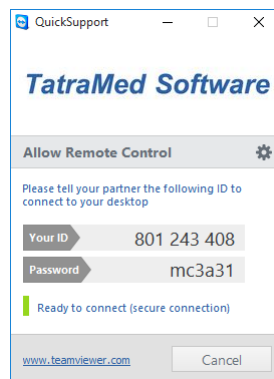 QuickSupport
TatraMed Software
Allow Remote Control
Please tell your partner the following ID to
connect to your desktop
Your ID 801 243 408
Password mc3a31
Ready to connect (secure connection)
www.teamviewer.com Cancel